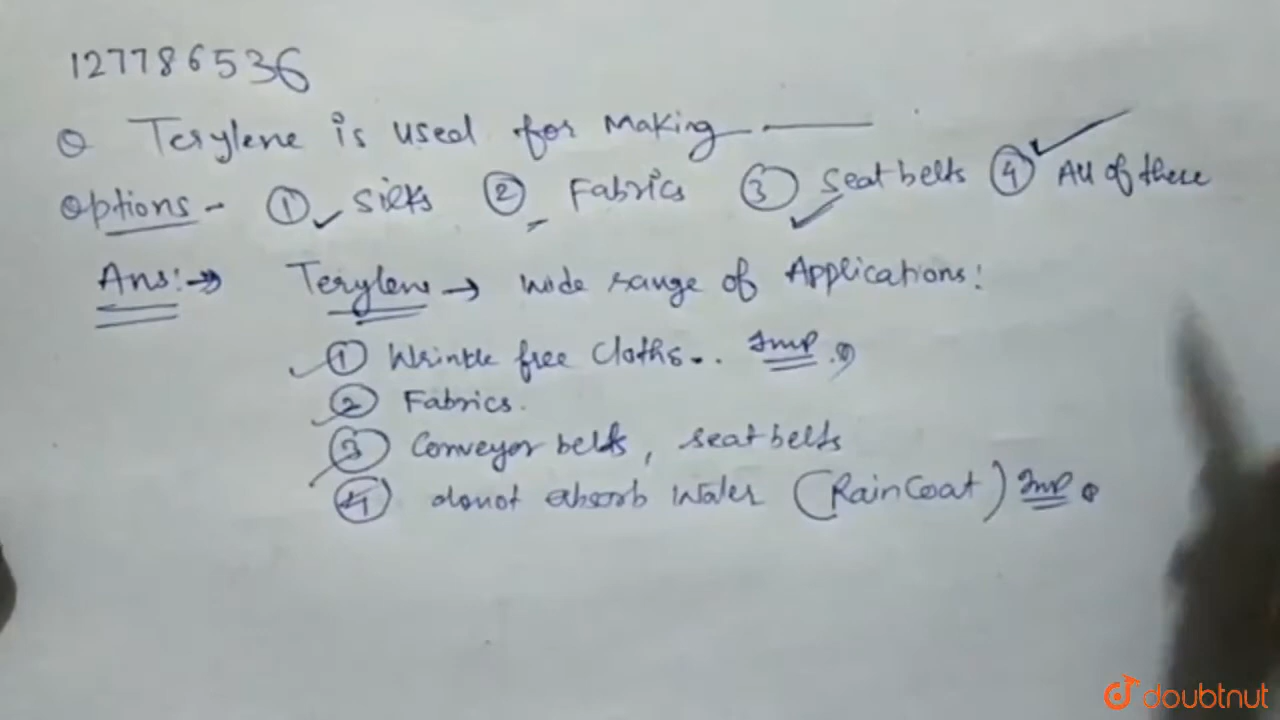 127786536
Q Terylene is used for Making ———
Options - ① silks ② Fabrics ③ Seat belts ④ All of these
Ans:→ Terylene → wide range of Applications:
① Wrinkle free Cloths.. Imp.
② Fabrics.
③ Conveyor belts, seat belts
④ donot absorb water (RainCoat) Imp.
doubtnut